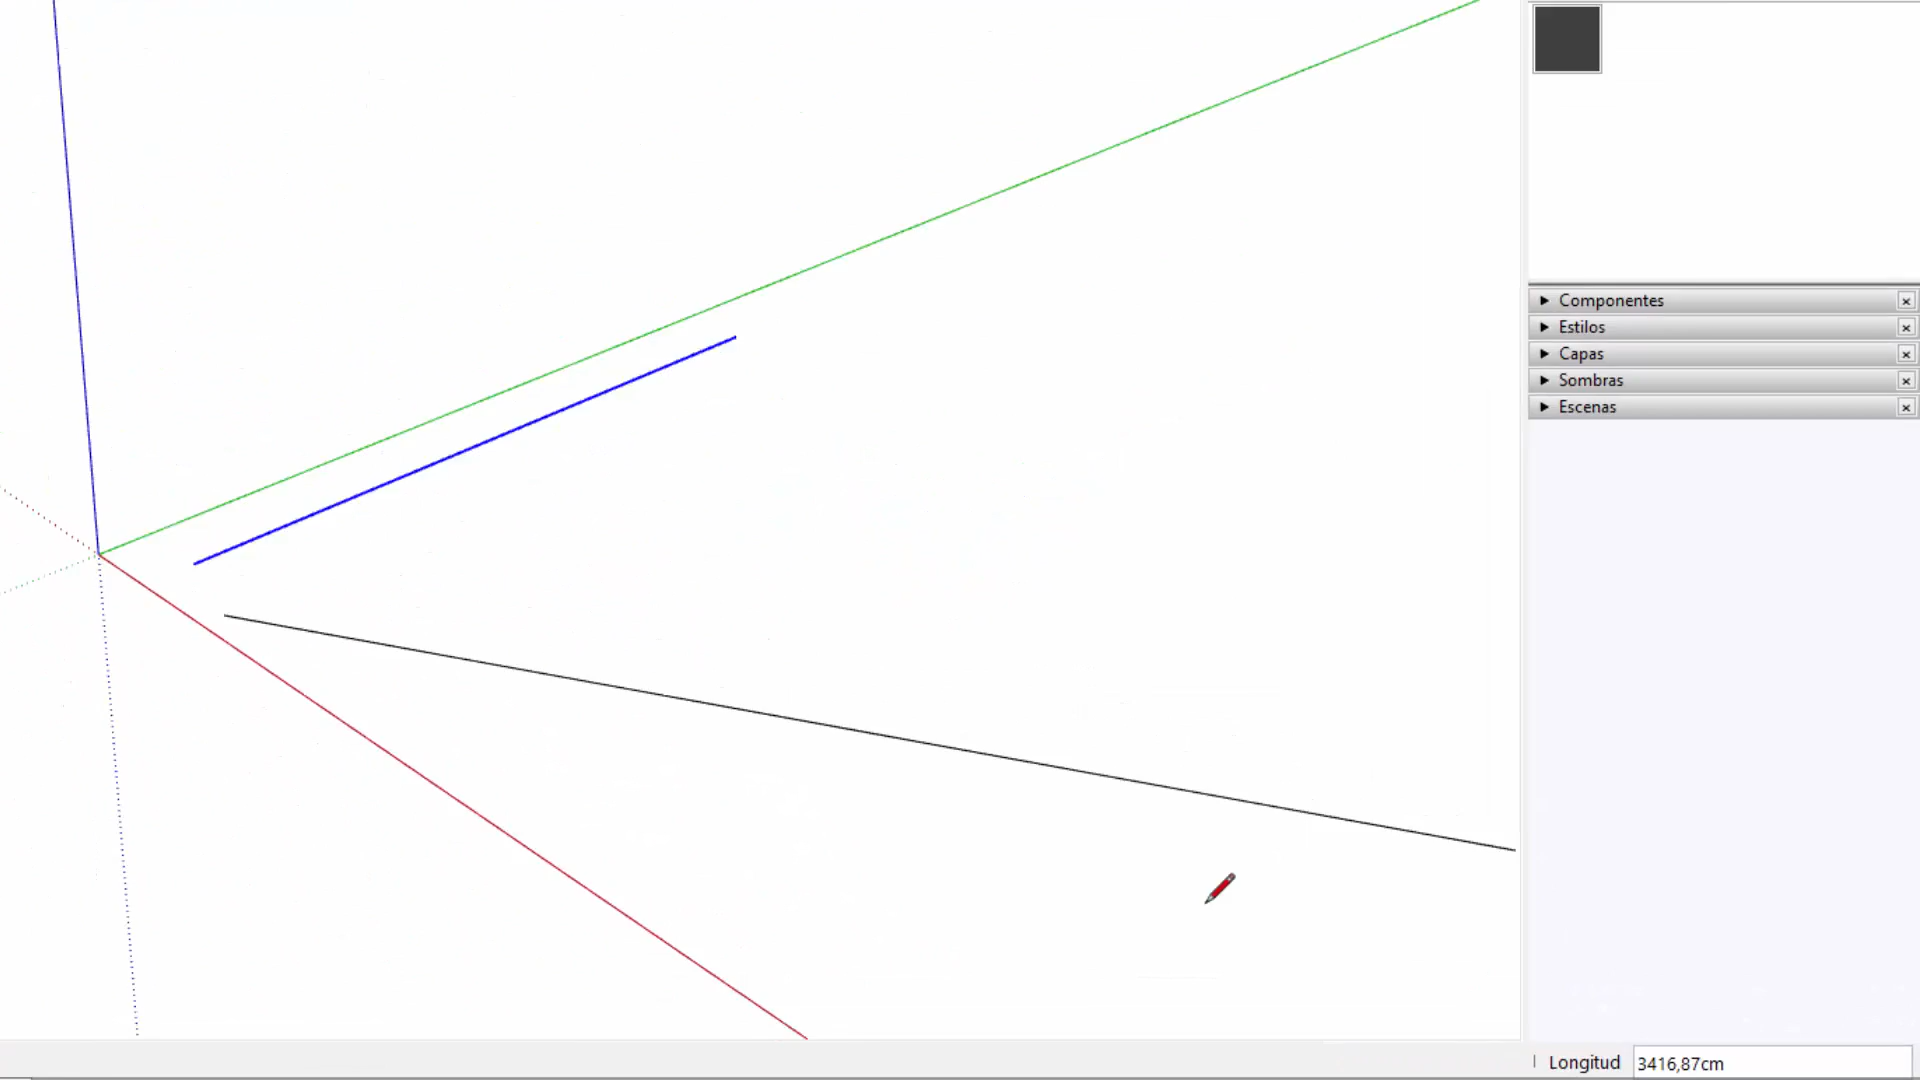 Componentes
Estilos
Capas
Sombras
Escenas
Longitud 3416,87cm